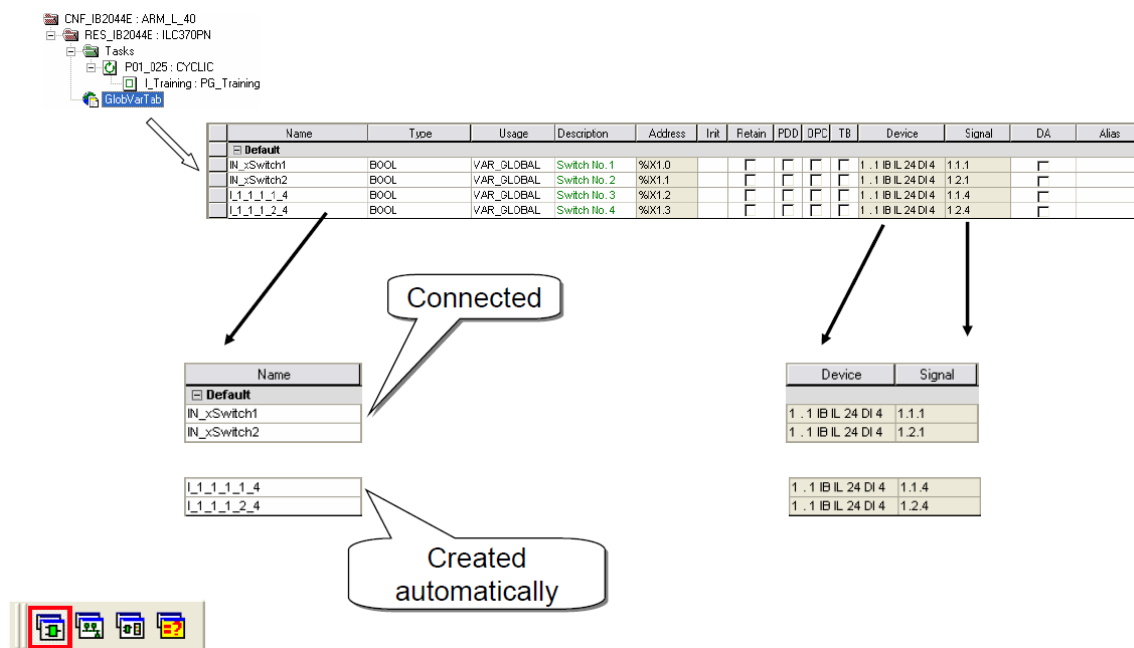 CNF_IB2044E : ARM_L_40
RES_IB2044E : ILC370PN
Tasks
P01_025 : CYCLIC
I_Training : PG_Training
GlobVarTab
Name Type Usage Description Address Init Retain PDD OPC TB Device Signal DA Alias
Default
IN_xSwitch1 BOOL VAR_GLOBAL Switch No. 1 %IX1.0 1 . 1 IB IL 24 DI 4 1.1.1
IN_xSwitch2 BOOL VAR_GLOBAL Switch No. 2 %IX1.1 1 . 1 IB IL 24 DI 4 1.2.1
I_1_1_1_1_4 BOOL VAR_GLOBAL Switch No. 3 %IX1.2 1 . 1 IB IL 24 DI 4 1.1.4
I_1_1_1_2_4 BOOL VAR_GLOBAL Switch No. 4 %IX1.3 1 . 1 IB IL 24 DI 4 1.2.4
Connected
Name Device Signal
Default
IN_xSwitch1 1 . 1 IB IL 24 DI 4 1.1.1
IN_xSwitch2 1 . 1 IB IL 24 DI 4 1.2.1
I_1_1_1_1_4 1 . 1 IB IL 24 DI 4 1.1.4
I_1_1_1_2_4 1 . 1 IB IL 24 DI 4 1.2.4
Created
automatically